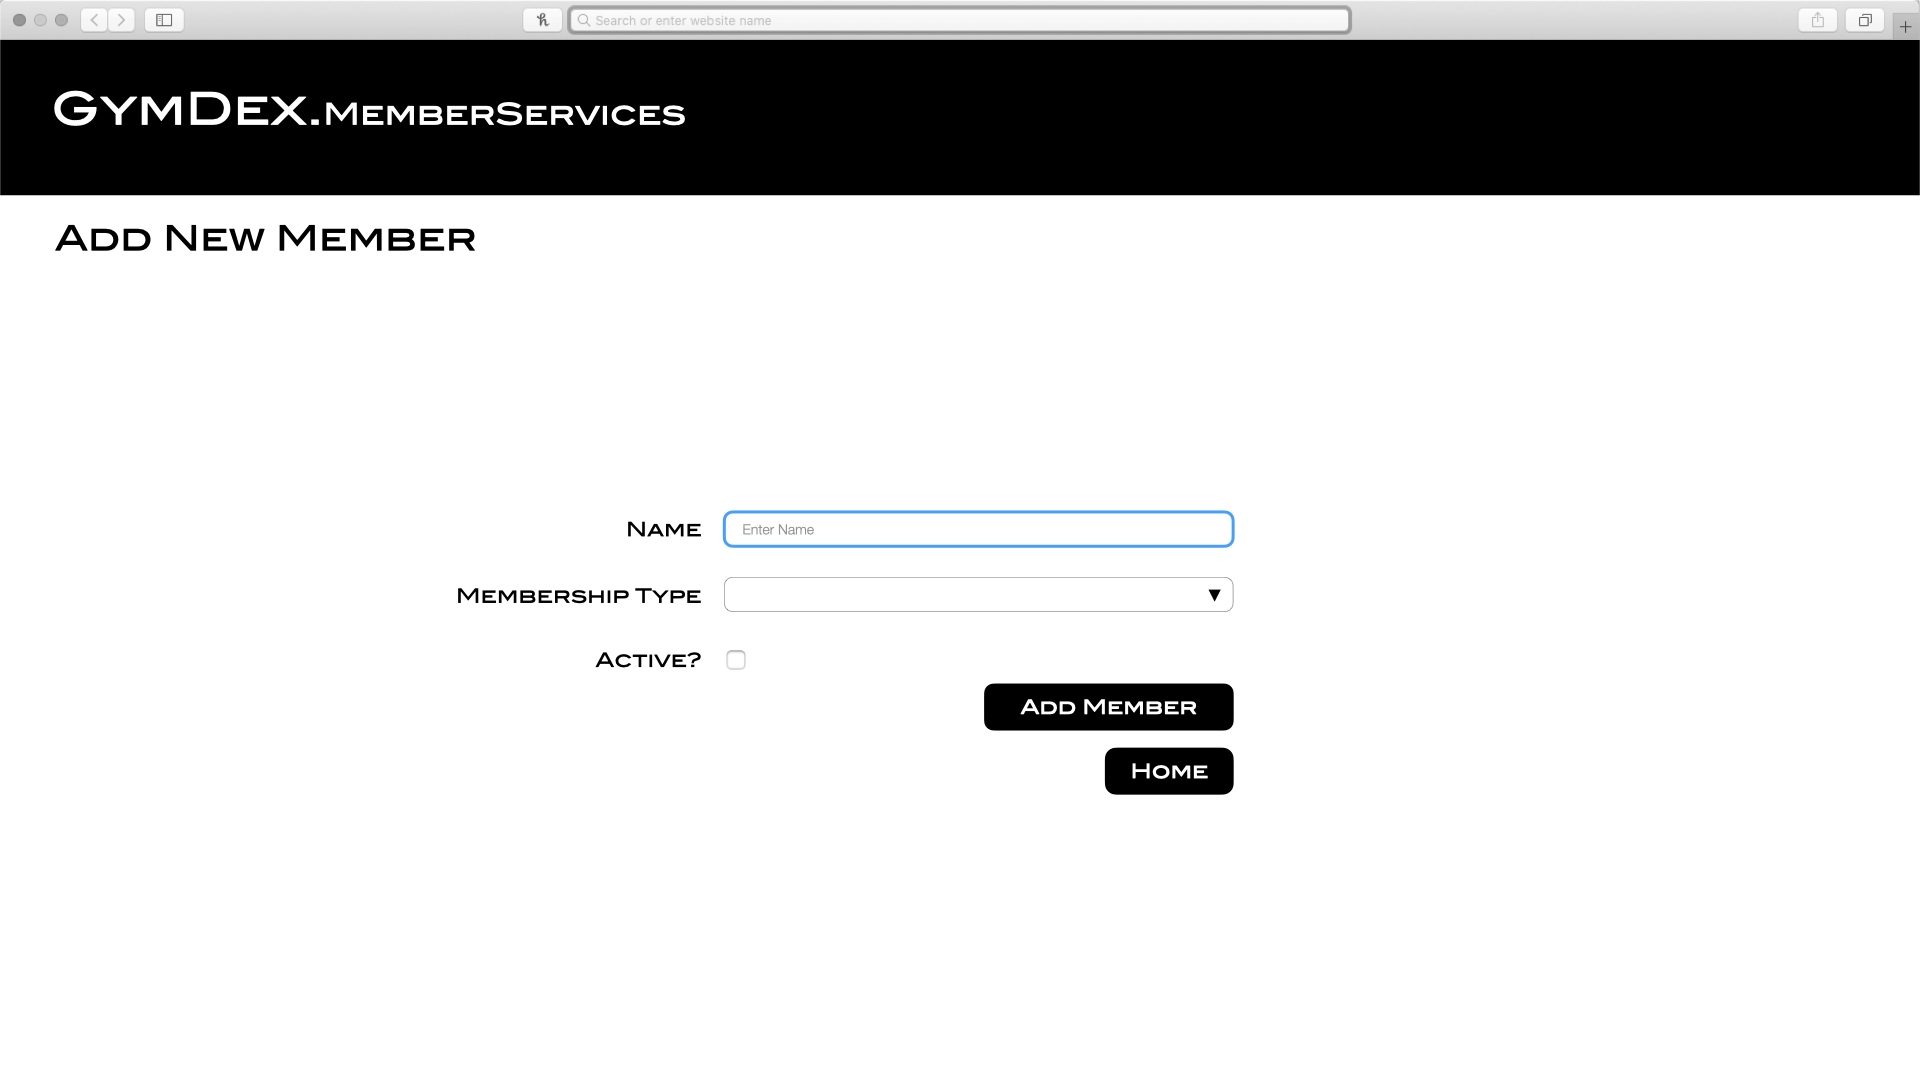 Search or enter website name
GymDex.MemberServices
Add New Member
Name
Enter Name
Membership Type
Active?
Add Member
Home